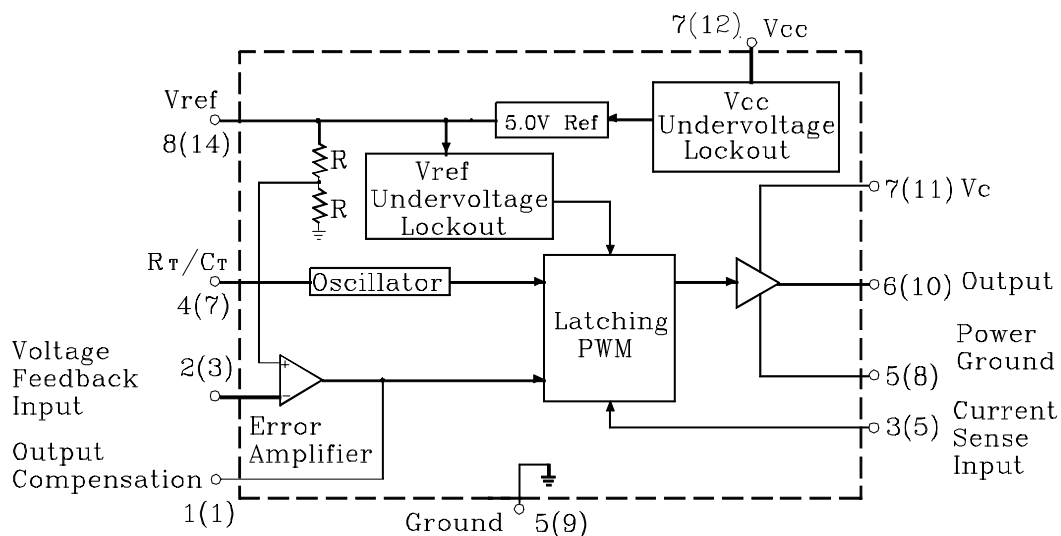 7(12) Vcc
Vref
8(14)
5.0V Ref
Vcc
Undervoltage
Lockout
R
R
Vref
Undervoltage
Lockout
7(11) Vc
RT/CT
4(7)
Oscillator
Latching
PWM
6(10) Output
Voltage
Feedback
Input
2(3)
+
−
Error
Amplifier
Power
Ground
5(8)
3(5)
Current
Sense
Input
Output
Compensation
1(1)
Ground
5(9)